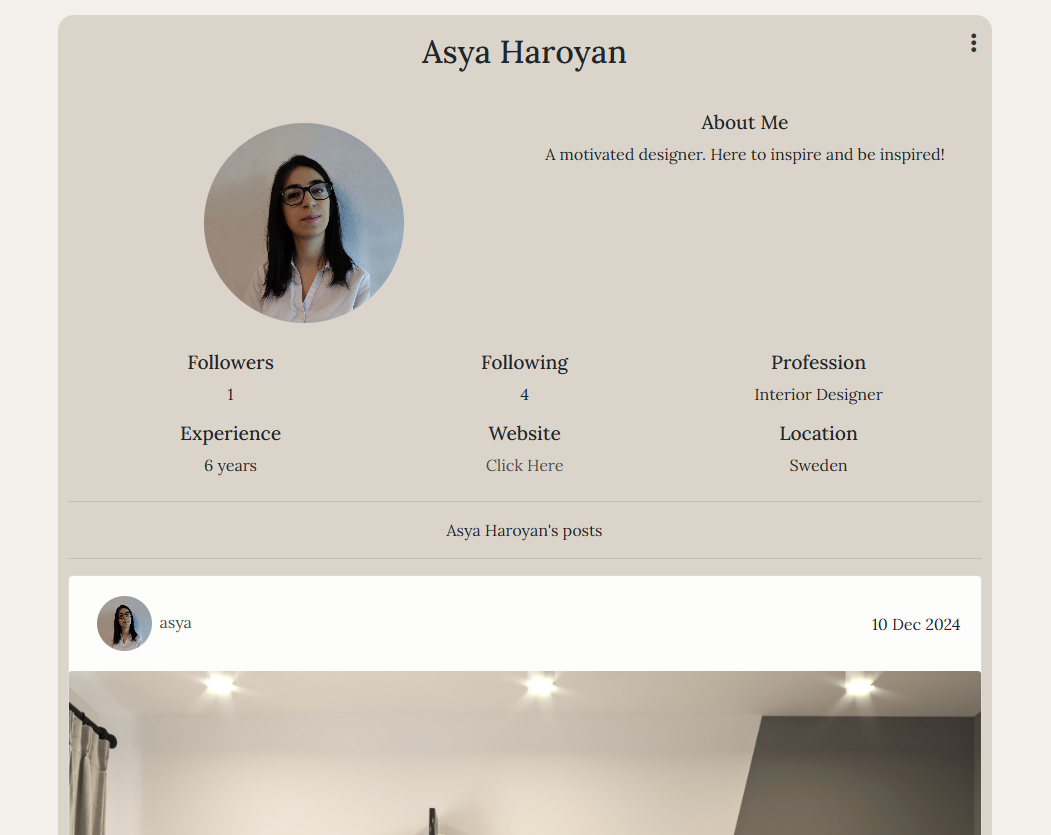 Asya Haroyan
About Me
A motivated designer. Here to inspire and be inspired!
Followers
Following
Profession
1
4
Interior Designer
Experience
Website
Location
6 years
Click Here
Sweden
Asya Haroyan's posts
asya
10 Dec 2024